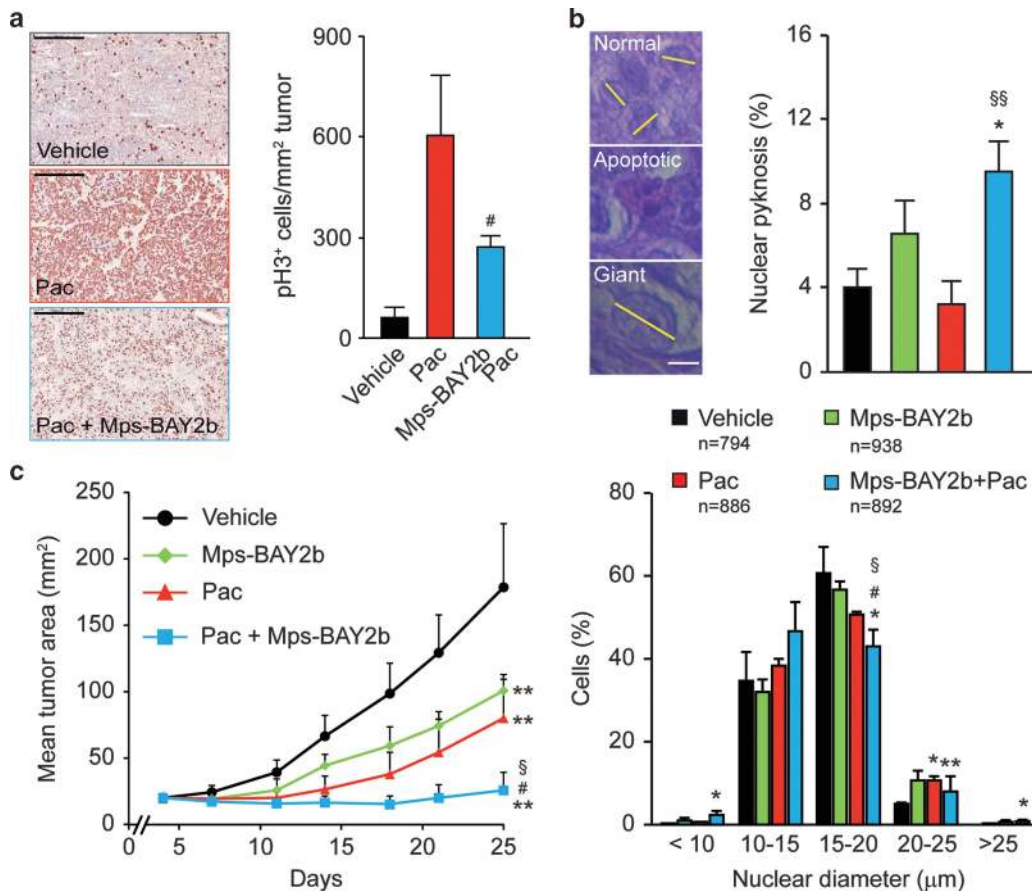 a
Vehicle
Pac
Pac + Mps-BAY2b
pH3⁺ cells/mm² tumor
900
600
300
0
Vehicle
Pac
Mps-BAY2b
Pac
#
b
Normal
Apoptotic
Giant
Nuclear pyknosis (%)
16
12
8
4
0
§§
*
Vehicle
n=794
Mps-BAY2b
n=938
Pac
n=886
Mps-BAY2b+Pac
n=892
c
Mean tumor area (mm²)
250
200
150
100
50
0
Vehicle
Mps-BAY2b
Pac
Pac + Mps-BAY2b
**
**
§
#
**
0 5 10 15 20 25
Days
Cells (%)
60
40
20
0
*
§
#
*
* **
*
< 10 10-15 15-20 20-25 >25
Nuclear diameter (μm)